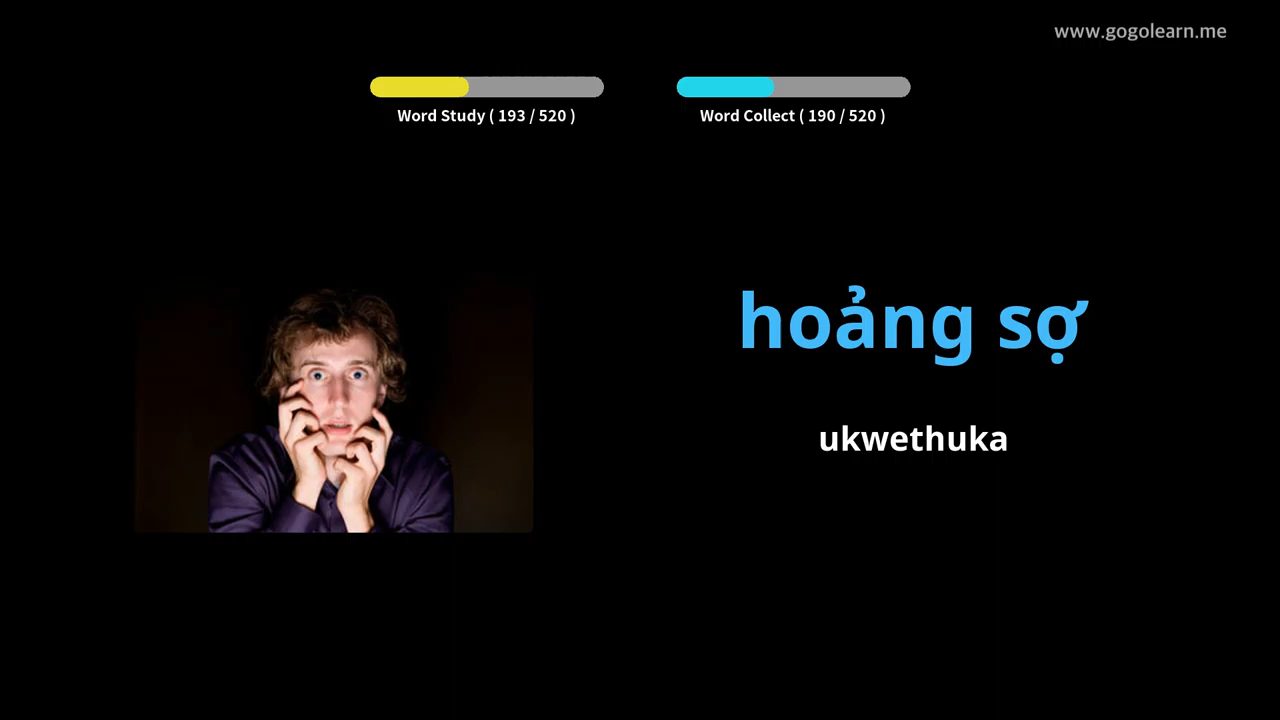 www.gogolearn.me
Word Study ( 193 / 520 )
Word Collect ( 190 / 520 )
hoảng sợ
ukwethuka